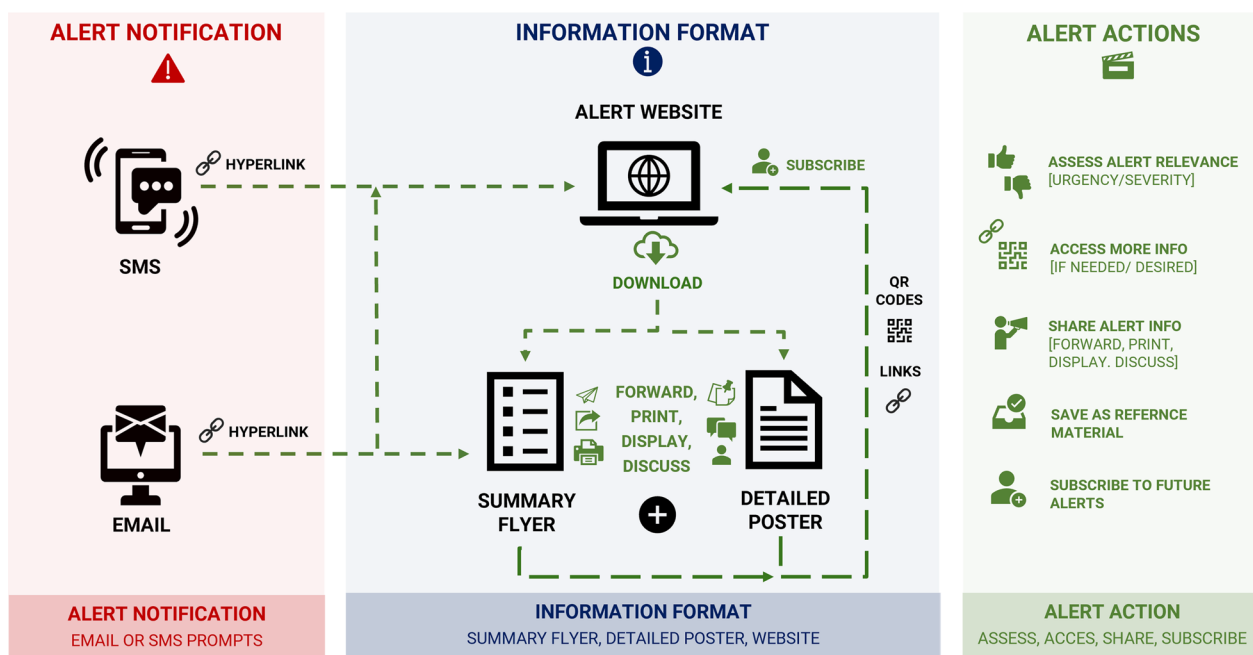 ALERT NOTIFICATION
HYPERLINK
SMS
HYPERLINK
EMAIL
ALERT NOTIFICATION
EMAIL OR SMS PROMPTS
INFORMATION FORMAT
ALERT WEBSITE
SUBSCRIBE
DOWNLOAD
QR
CODES
LINKS
FORWARD,
PRINT,
DISPLAY,
DISCUSS
SUMMARY
FLYER
DETAILED
POSTER
INFORMATION FORMAT
SUMMARY FLYER, DETAILED POSTER, WEBSITE
ALERT ACTIONS
ASSESS ALERT RELEVANCE
[URGENCY/SEVERITY]
ACCESS MORE INFO
[IF NEEDED/ DESIRED]
SHARE ALERT INFO
[FORWARD, PRINT,
DISPLAY. DISCUSS]
SAVE AS REFERNCE
MATERIAL
SUBSCRIBE TO FUTURE
ALERTS
ALERT ACTION
ASSESS, ACCES, SHARE, SUBSCRIBE